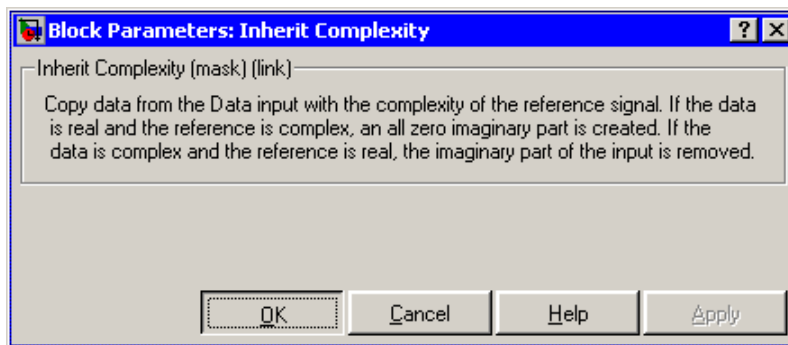 Block Parameters: Inherit Complexity
Inherit Complexity (mask) (link)
Copy data from the Data input with the complexity of the reference signal. If the data
is real and the reference is complex, an all zero imaginary part is created. If the
data is complex and the reference is real, the imaginary part of the input is removed.
OK Cancel Help Apply